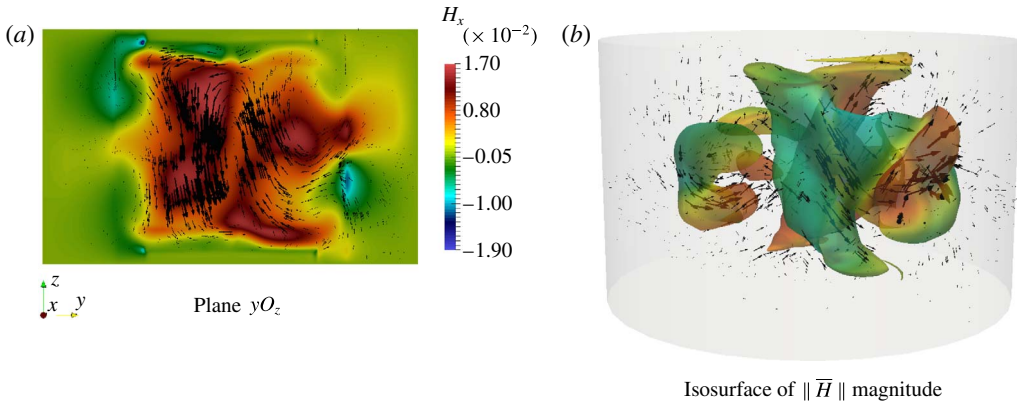 (a)
H_x
(× 10⁻²)
1.70
0.80
−0.05
−1.00
−1.90
z
x
y
Plane yO_z
(b)
Isosurface of ‖ H̅ ‖ magnitude